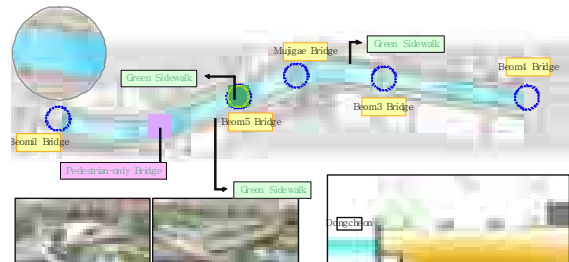 Mujigae Bridge
Green Sidewalk
Green Sidewalk
Beom4 Bridge
Beom3 Bridge
Beom5 Bridge
Beom1 Bridge
Pedestrian-only Bridge
Green Sidewalk
Dongcheon